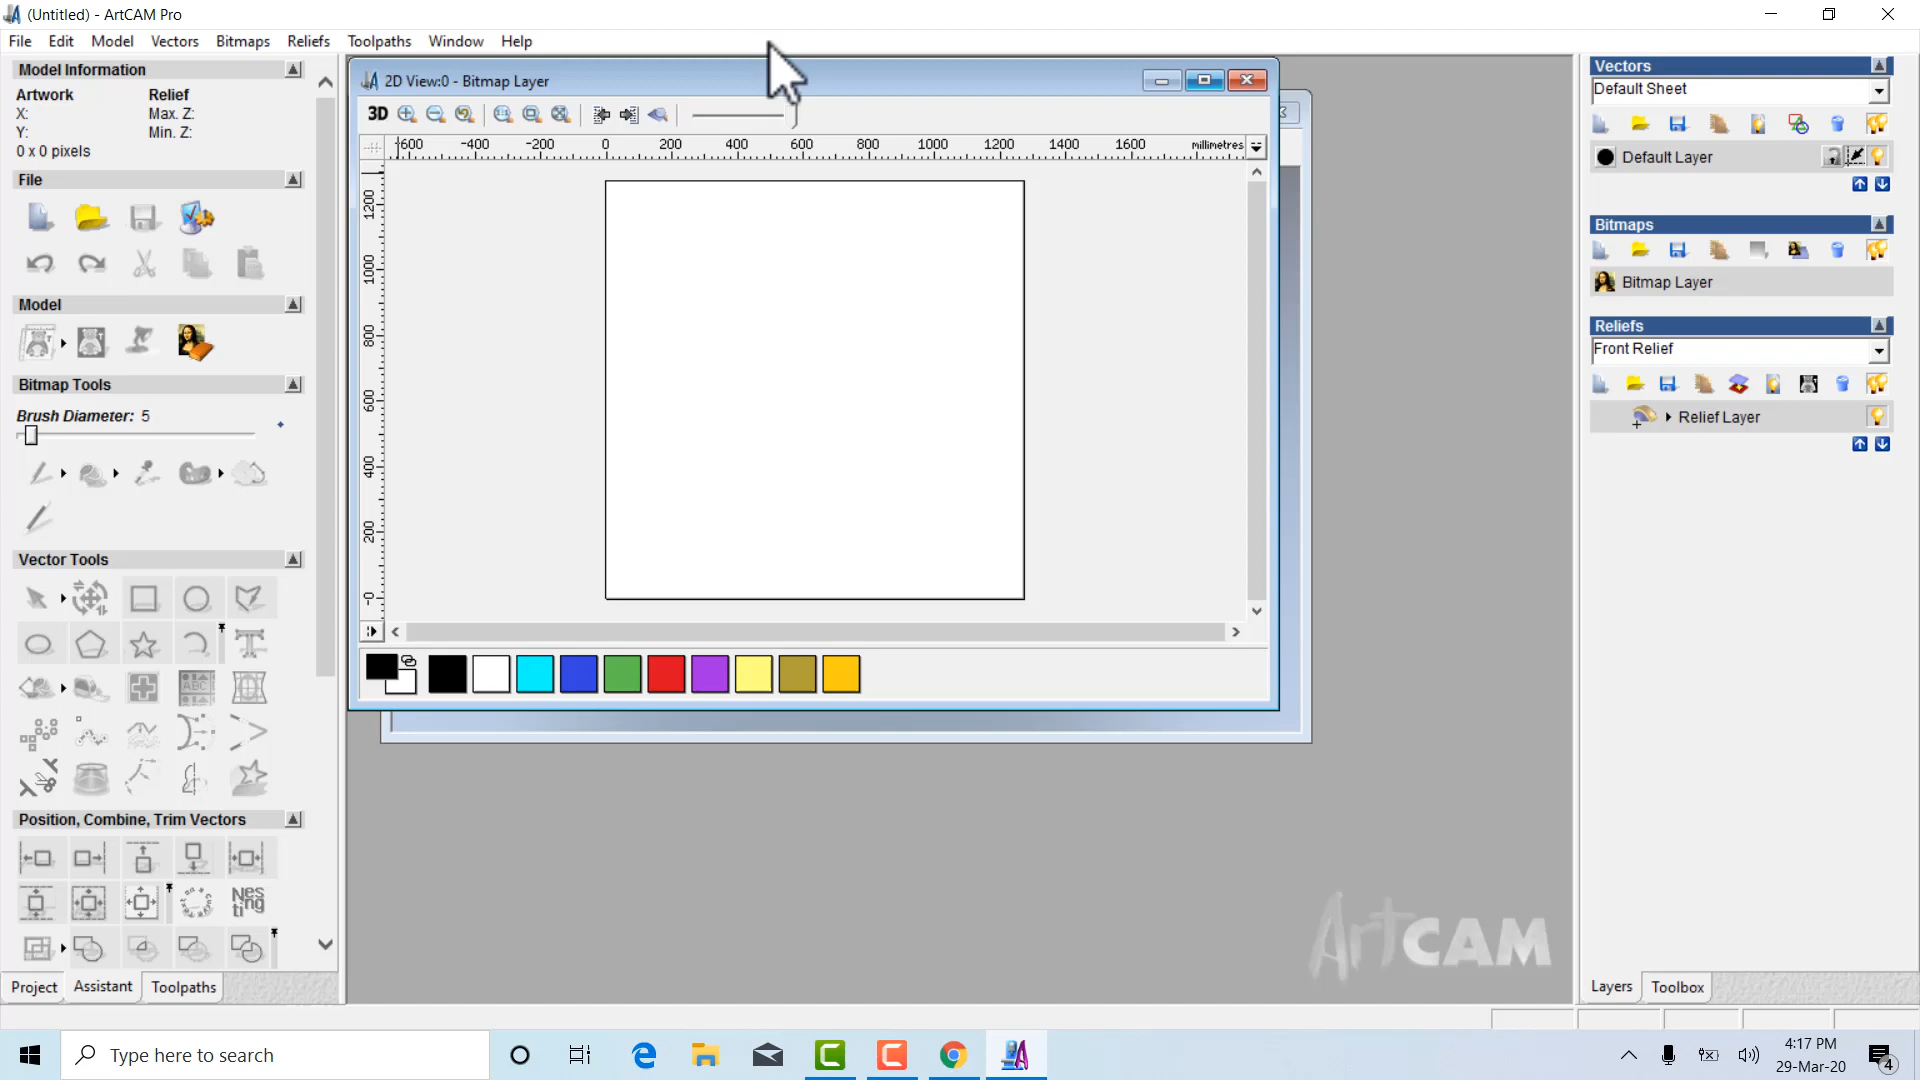 (Untitled) - ArtCAM Pro
File Edit Model Vectors Bitmaps Reliefs Toolpaths Window Help
Model Information
Artwork Relief
X: Max. Z:
Y: Min. Z:
0 x 0 pixels
File
Model
Bitmap Tools
Brush Diameter: 5
Vector Tools
ABC
Position, Combine, Trim Vectors
Nes
ting
Project Assistant Toolpaths
2D View:0 - Bitmap Layer
3D
-600 -400 -200 0 200 400 600 800 1000 1200 1400 1600 millimetres
1200
1000
800
600
400
200
-0
ArtCAM
Vectors
Default Sheet
Default Layer
Bitmaps
Bitmap Layer
Reliefs
Front Relief
Relief Layer
Layers Toolbox
Type here to search
4:17 PM
29-Mar-20
4